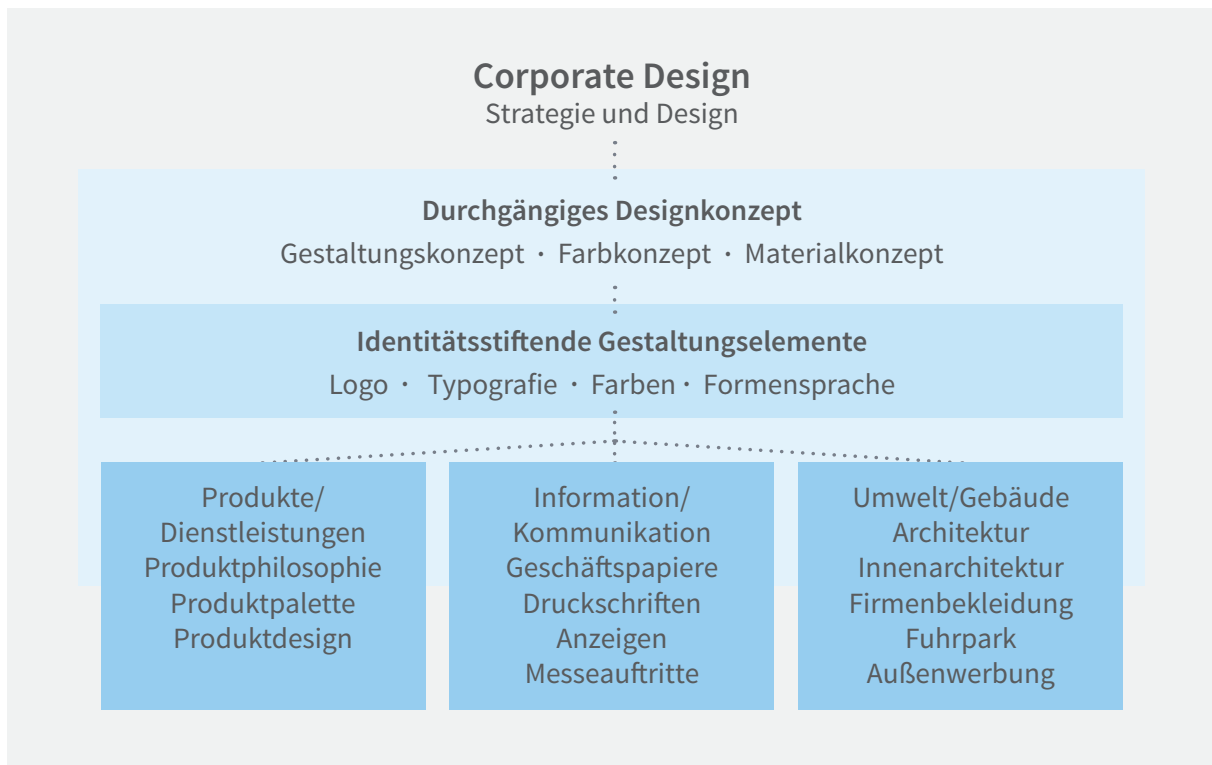 Corporate Design
Strategie und Design
Durchgängiges Designkonzept
Gestaltungskonzept · Farbkonzept · Materialkonzept
Identitätsstiftende Gestaltungselemente
Logo · Typografie · Farben · Formensprache
Produkte/
Dienstleistungen
Produktphilosophie
Produktpalette
Produktdesign
Information/
Kommunikation
Geschäftspapiere
Druckschriften
Anzeigen
Messeauftritte
Umwelt/Gebäude
Architektur
Innenarchitektur
Firmenbekleidung
Fuhrpark
Außenwerbung